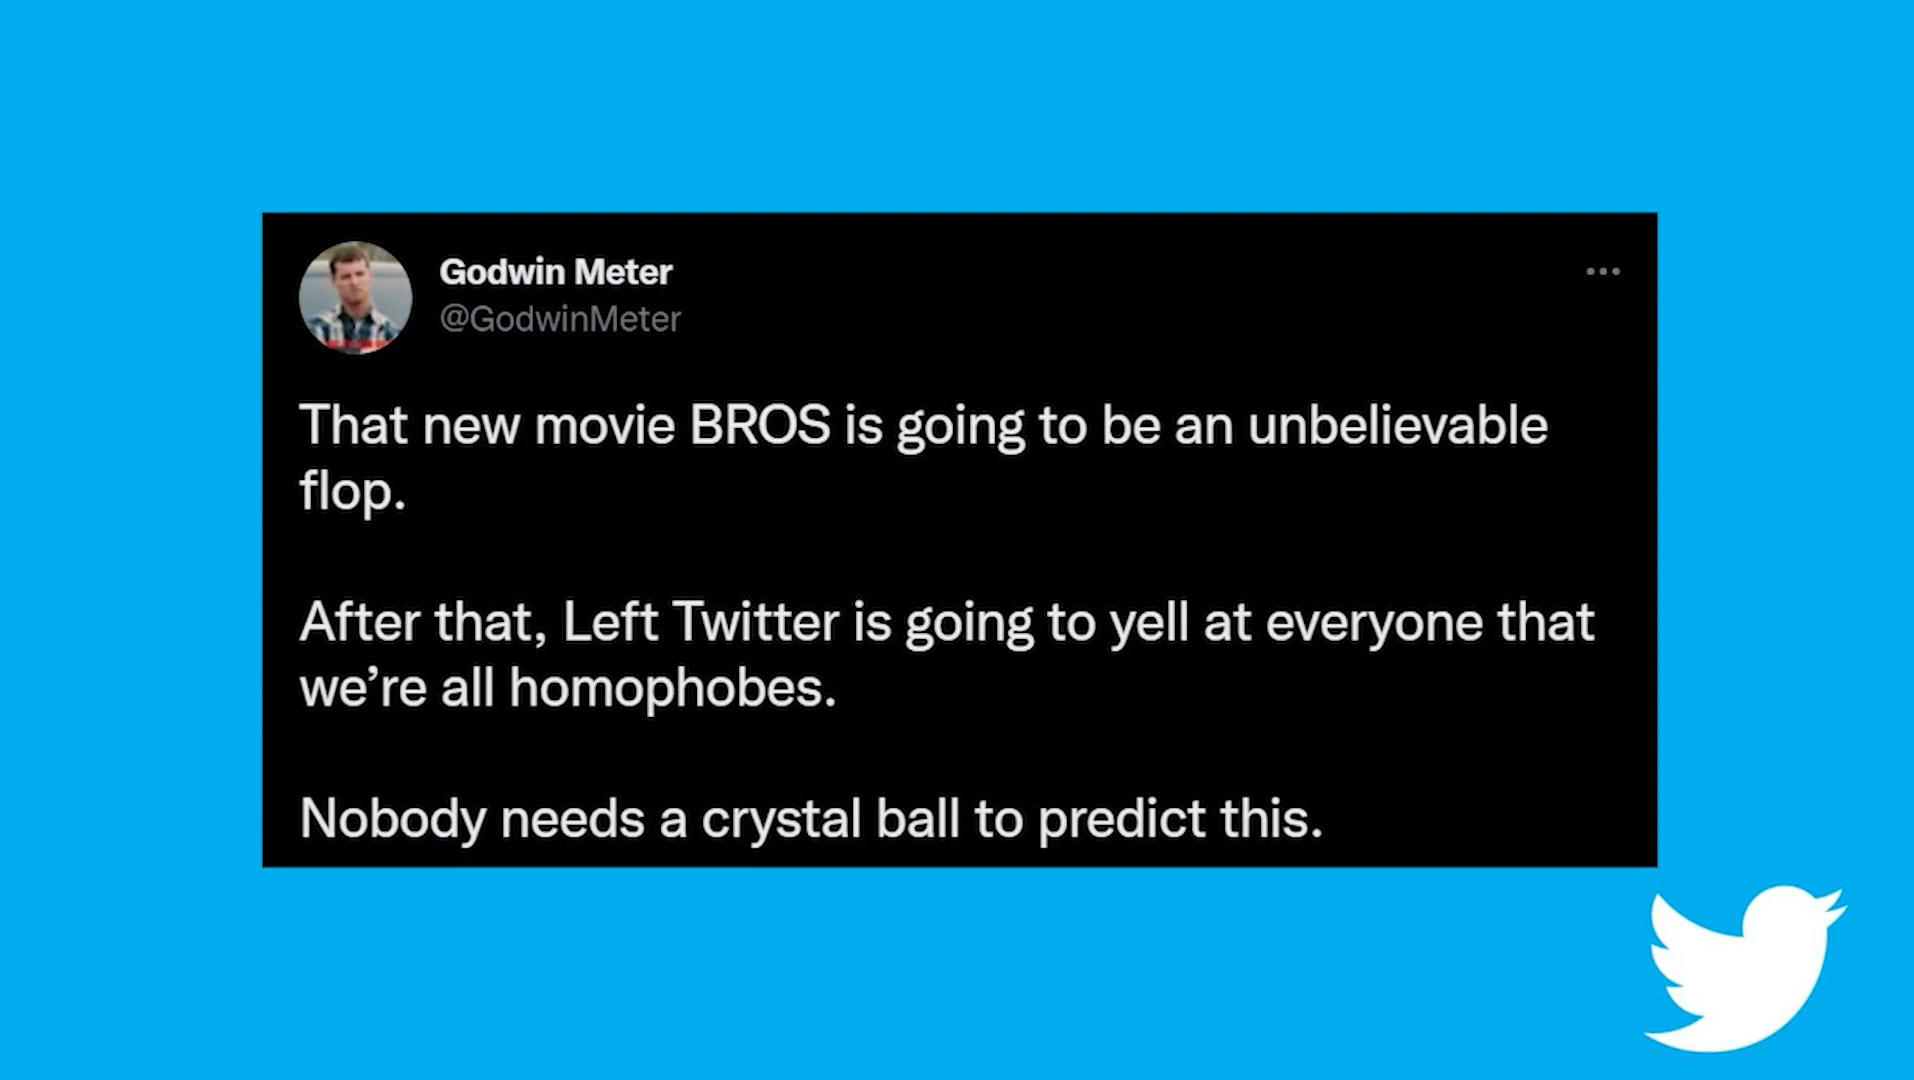 Godwin Meter
@GodwinMeter
That new movie BROS is going to be an unbelievable
flop.
After that, Left Twitter is going to yell at everyone that
we’re all homophobes.
Nobody needs a crystal ball to predict this.